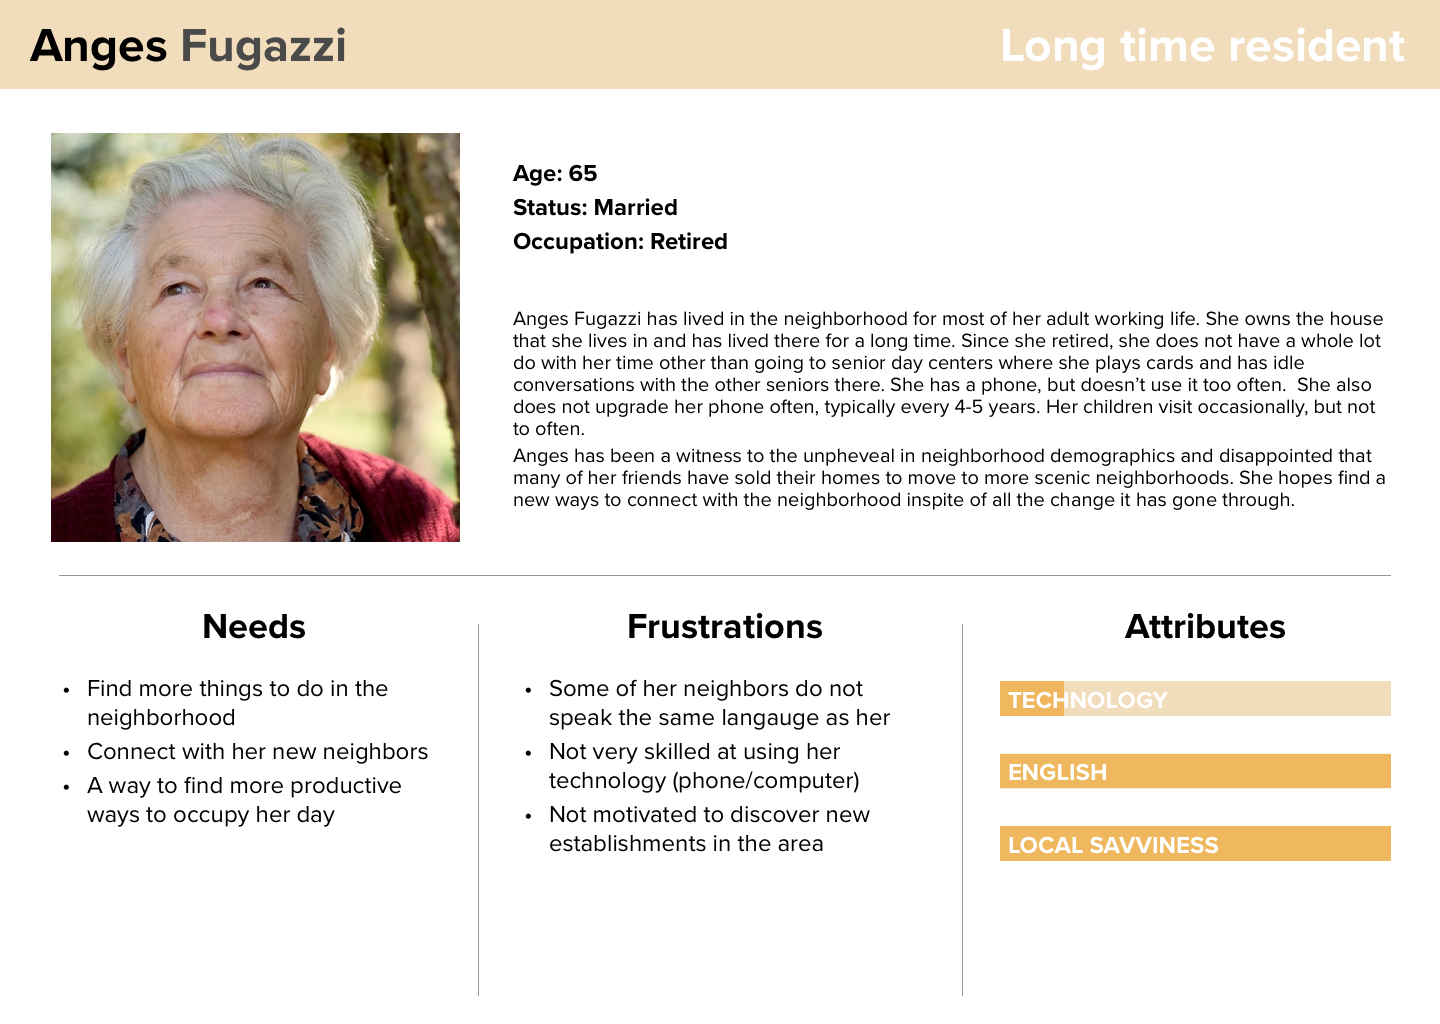 Anges Fugazzi
Long time resident
Age: 65
Status: Married
Occupation: Retired
Anges Fugazzi has lived in the neighborhood for most of her adult working life. She owns the house
that she lives in and has lived there for a long time. Since she retired, she does not have a whole lot
do with her time other than going to senior day centers where she plays cards and has idle
conversations with the other seniors there. She has a phone, but doesn’t use it too often.  She also
does not upgrade her phone often, typically every 4-5 years. Her children visit occasionally, but not
to often.
Anges has been a witness to the unpheveal in neighborhood demographics and disappointed that
many of her friends have sold their homes to move to more scenic neighborhoods. She hopes find a
new ways to connect with the neighborhood inspite of all the change it has gone through.
Needs
• Find more things to do in the
neighborhood
• Connect with her new neighbors
• A way to find more productive
ways to occupy her day
Frustrations
• Some of her neighbors do not
speak the same langauge as her
• Not very skilled at using her
technology (phone/computer)
• Not motivated to discover new
establishments in the area
Attributes
TECHNOLOGY
ENGLISH
LOCAL SAVVINESS